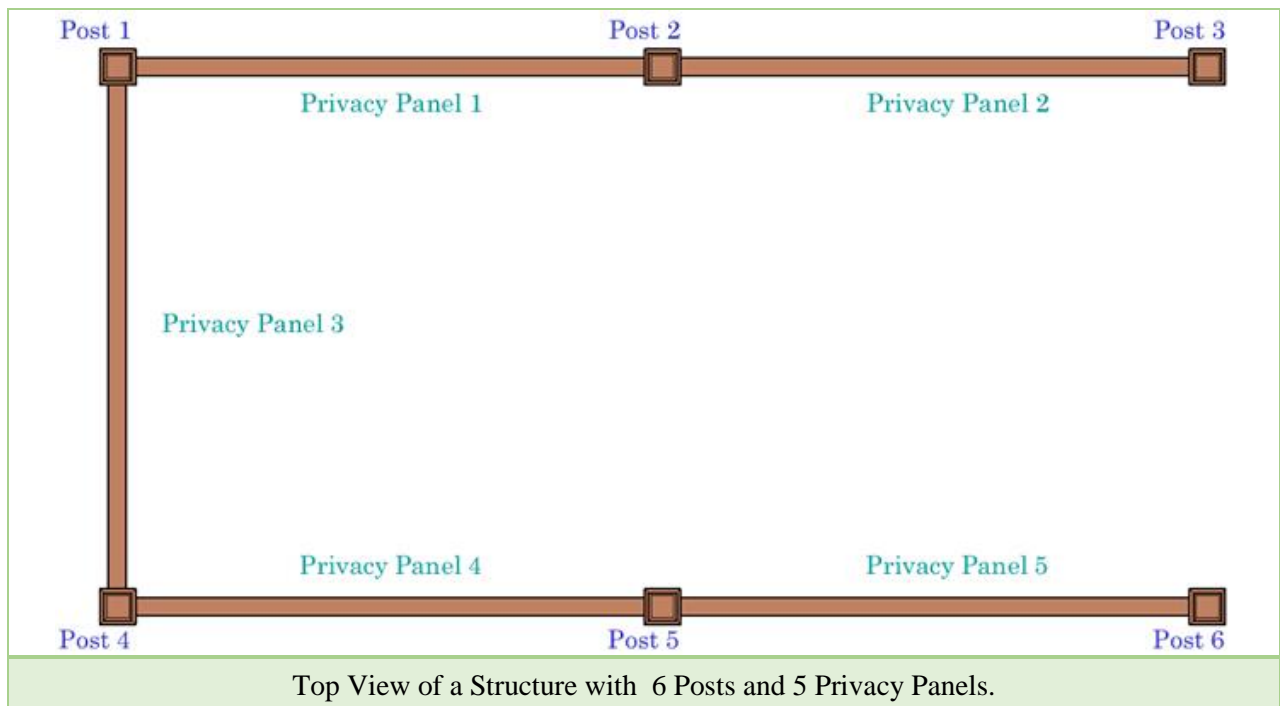 Post 1 Post 2 Post 3
Privacy Panel 1 Privacy Panel 2
Privacy Panel 3
Privacy Panel 4 Privacy Panel 5
Post 4 Post 5 Post 6
Top View of a Structure with 6 Posts and 5 Privacy Panels.